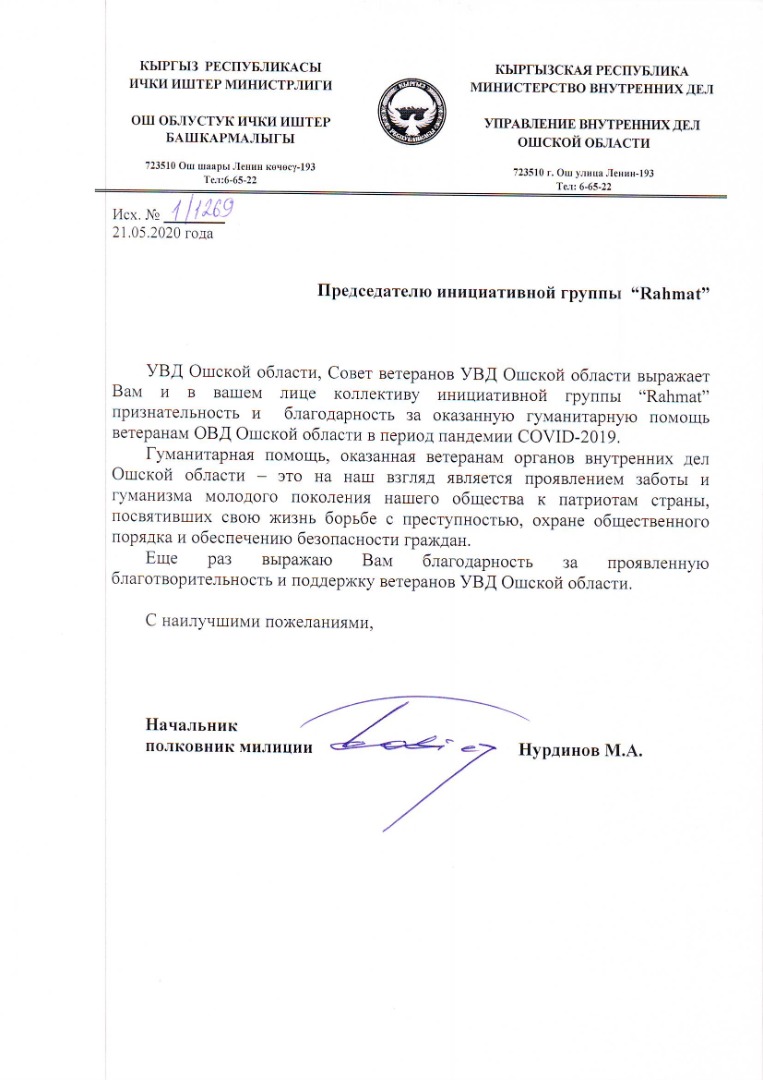 КЫРГЫЗ РЕСПУБЛИКАСЫ
ИЧКИ ИШТЕР МИНИСТРЛИГИ
ОШ ОБЛУСТУК ИЧКИ ИШТЕР
БАШКАРМАЛЫГЫ
723510 Ош шаары Ленин көчөсү-193
Тел:6-65-22
КЫРГЫЗСКАЯ РЕСПУБЛИКА
МИНИСТЕРСТВО ВНУТРЕННИХ ДЕЛ
УПРАВЛЕНИЕ ВНУТРЕННИХ ДЕЛ
ОШСКОЙ ОБЛАСТИ
723510 г. Ош улица Ленин-193
Тел: 6-65-22
Исх. № 1/1269
21.05.2020 года
Председателю инициативной группы “Rahmat”
УВД Ошской области, Совет ветеранов УВД Ошской области выражает
Вам и в вашем лице коллективу инициативной группы “Rahmat”
признательность и благодарность за оказанную гуманитарную помощь
ветеранам ОВД Ошской области в период пандемии COVID-2019.
Гуманитарная помощь, оказанная ветеранам органов внутренних дел
Ошской области – это на наш взгляд является проявлением заботы и
гуманизма молодого поколения нашего общества к патриотам страны,
посвятивших свою жизнь борьбе с преступностью, охране общественного
порядка и обеспечению безопасности граждан.
Еще раз выражаю Вам благодарность за проявленную
благотворительность и поддержку ветеранов УВД Ошской области.
С наилучшими пожеланиями,
Начальник
полковник милиции Нурдинов М.А.